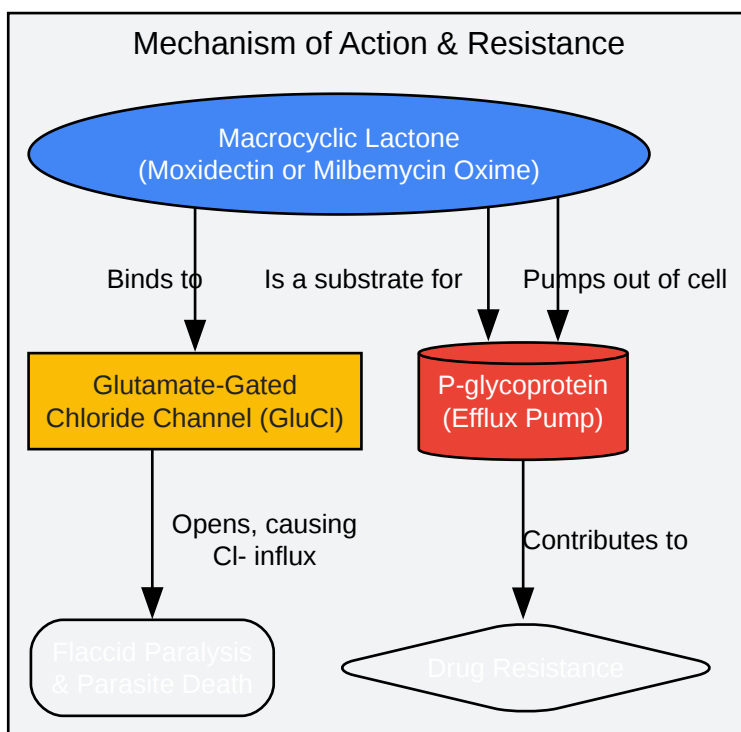 Mechanism of Action & Resistance
Macrocyclic Lactone
(Moxidectin or Milbemycin Oxime)
Binds to
Is a substrate for
Pumps out of cell
Glutamate-Gated
Chloride Channel (GluCl)
P-glycoprotein
(Efflux Pump)
Opens, causing
Cl- influx
Contributes to
Flaccid Paralysis
& Parasite Death
Drug Resistance